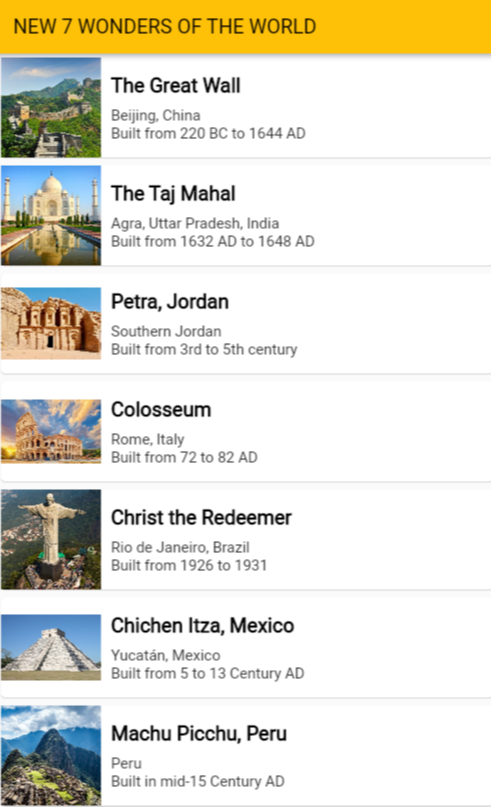 NEW 7 WONDERS OF THE WORLD
The Great Wall
Beijing, China
Built from 220 BC to 1644 AD
The Taj Mahal
Agra, Uttar Pradesh, India
Built from 1632 AD to 1648 AD
Petra, Jordan
Southern Jordan
Built from 3rd to 5th century
Colosseum
Rome, Italy
Built from 72 to 82 AD
Christ the Redeemer
Rio de Janeiro, Brazil
Built from 1926 to 1931
Chichen Itza, Mexico
Yucatán, Mexico
Built from 5 to 13 Century AD
Machu Picchu, Peru
Peru
Built in mid-15 Century AD